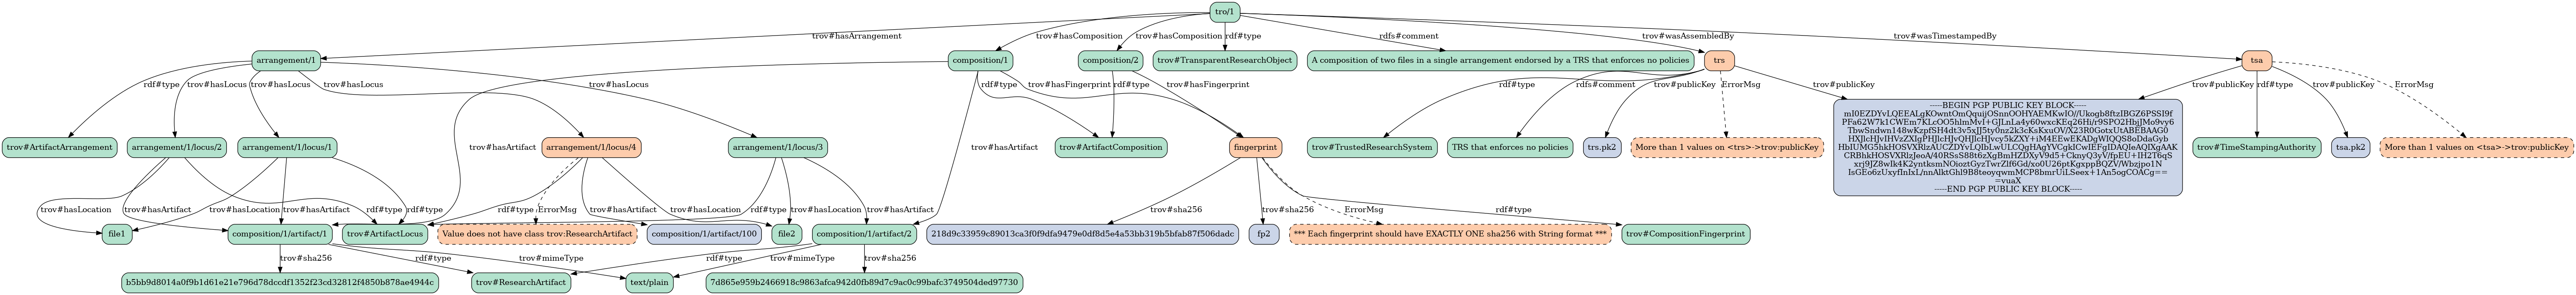 tro/1
trov#hasArrangement
trov#hasComposition
trov#hasComposition
rdf#type
rdfs#comment
trov#wasAssembledBy
trov#wasTimestampedBy
arrangement/1
composition/1
composition/2
trov#TransparentResearchObject
A composition of two files in a single arrangement endorsed by a TRS that enforces no policies
trs
tsa
rdf#type
trov#hasLocus
trov#hasLocus
trov#hasLocus
trov#hasLocus
rdf#type
trov#hasFingerprint
rdf#type
trov#hasFingerprint
rdf#type
rdfs#comment
trov#publicKey
ErrorMsg
trov#publicKey
trov#publicKey
rdf#type
trov#publicKey
ErrorMsg
-----BEGIN PGP PUBLIC KEY BLOCK-----
=vuaX
-----END PGP PUBLIC KEY BLOCK-----
trov#ArtifactArrangement
arrangement/1/locus/2
arrangement/1/locus/1
trov#hasArtifact
arrangement/1/locus/4
arrangement/1/locus/3
trov#hasArtifact
trov#ArtifactComposition
fingerprint
trov#TrustedResearchSystem
TRS that enforces no policies
trs.pk2
More than 1 values on <trs>->trov:publicKey
trov#TimeStampingAuthority
tsa.pk2
More than 1 values on <tsa>->trov:publicKey
trov#hasLocation
trov#hasArtifact
trov#hasLocation
trov#hasArtifact
rdf#type
rdf#type
rdf#type
ErrorMsg
trov#hasArtifact
trov#hasLocation
rdf#type
trov#hasLocation
trov#hasArtifact
trov#sha256
trov#sha256
ErrorMsg
rdf#type
file1
composition/1/artifact/1
trov#ArtifactLocus
Value does not have class trov:ResearchArtifact
composition/1/artifact/100
file2
composition/1/artifact/2
218d9c33959c89013ca3f0f9dfa9479e0df8d5e4a53bb319b5bfab87f506dadc
fp2
*** Each fingerprint should have EXACTLY ONE sha256 with String format ***
trov#CompositionFingerprint
trov#sha256
rdf#type
trov#mimeType
rdf#type
trov#mimeType
trov#sha256
b5bb9d8014a0f9b1d61e21e796d78dccdf1352f23cd32812f4850b878ae4944c
trov#ResearchArtifact
text/plain
7d865e959b2466918c9863afca942d0fb89d7c9ac0c99bafc3749504ded97730